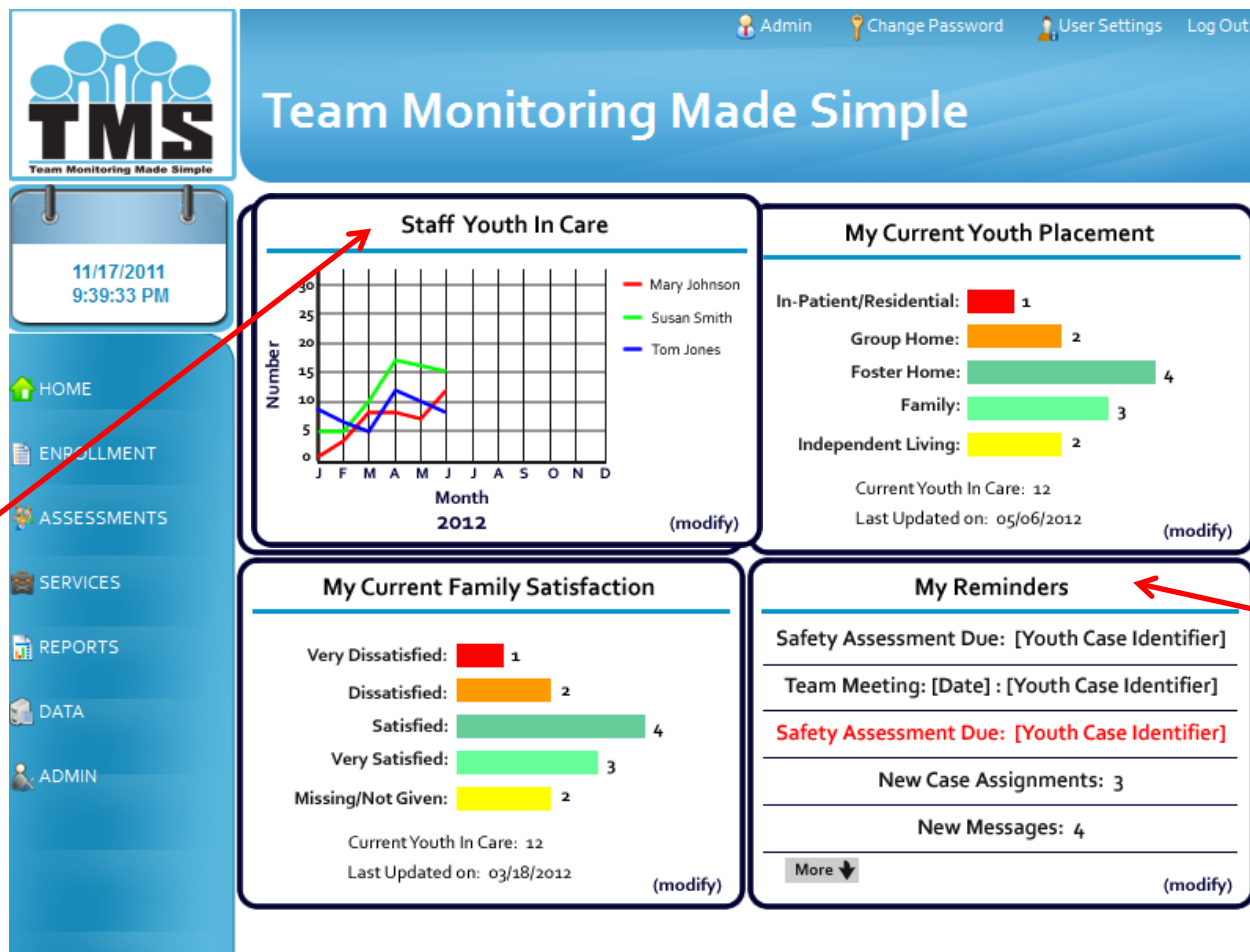 Admin
Change Password
User Settings
Log Out
TMS
Team Monitoring Made Simple
Team Monitoring Made Simple
11/17/2011
9:39:33 PM
HOME
ENROLLMENT
ASSESSMENTS
SERVICES
REPORTS
DATA
ADMIN
Staff Youth In Care
Number
30
25
20
15
10
5
0
J F M A M J J A S O N D
Month
2012
Mary Johnson
Susan Smith
Tom Jones
(modify)
My Current Youth Placement
In-Patient/Residential: 1
Group Home: 2
Foster Home: 4
Family: 3
Independent Living: 2
Current Youth In Care: 12
Last Updated on: 05/06/2012
(modify)
My Current Family Satisfaction
Very Dissatisfied: 1
Dissatisfied: 2
Satisfied: 4
Very Satisfied: 3
Missing/Not Given: 2
Current Youth In Care: 12
Last Updated on: 03/18/2012
(modify)
My Reminders
Safety Assessment Due: [Youth Case Identifier]
Team Meeting: [Date] : [Youth Case Identifier]
Safety Assessment Due: [Youth Case Identifier]
New Case Assignments: 3
New Messages: 4
More
(modify)